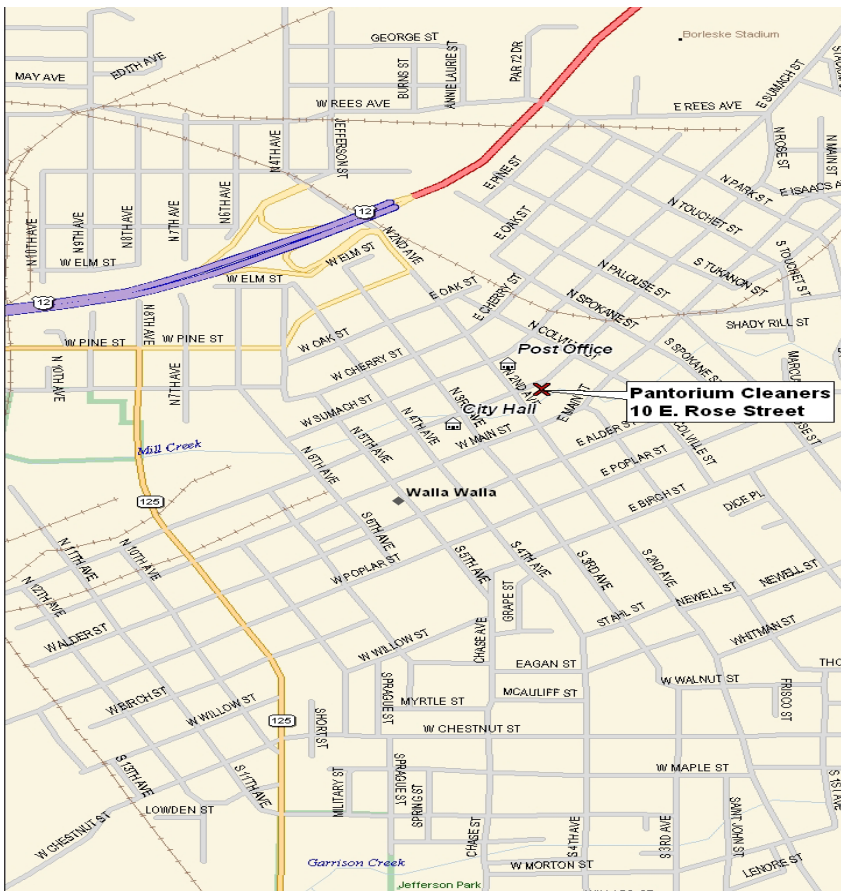 Borleske Stadium
GEORGE ST
MAY AVE
EDITH AVE
BURNS ST
ANNIE LAURIE ST
PAR 72 DR
W REES AVE
E REES AVE
E SUMACH ST
N 4TH AVE
JEFFERSON ST
N ROSE ST
N MAIN ST
E PINE ST
N PARK ST
E ISAACS A
N 10TH AVE
N 9TH AVE
N 8TH AVE
N 7TH AVE
N 6TH AVE
12
N 2ND AVE
E OAK ST
N TOUCHET ST
S TOUCHET ST
W ELM ST
W ELM ST
W ELM ST
N PALOUSE ST
S TUKANON ST
12
E OAK ST
E CHERRY ST
N SPOKANE ST
SHADY RILL ST
N 8TH AVE
W PINE ST
W PINE ST
W OAK ST
N COLVILLE ST
S SPOKANE ST
Post Office
N 10TH AVE
N 7TH AVE
W CHERRY ST
N 2ND AVE
Pantorium Cleaners
10 E. Rose Street
W SUMACH ST
N 3RD AVE
City Hall
E MAIN ST
N 4TH AVE
W MAIN ST
E ALDER ST
Mill Creek
N 5TH AVE
N 6TH AVE
E POPLAR ST
Walla Walla
E BIRCH ST
DICE PL
125
S 6TH AVE
N 11TH AVE
N 10TH AVE
N 12TH AVE
W POPLAR ST
S 5TH AVE
S 4TH AVE
S 3RD AVE
S 2ND AVE
NEWELL ST
NEWELL ST
GRAPE ST
STAHL ST
WHITMAN ST
W ALDER ST
W WILLOW ST
CHASE AVE
EAGAN ST
THO
W WALNUT ST
W BIRCH ST
W WILLOW ST
SPRAGUE ST
MYRTLE ST
MCAULIFF ST
FRISCO ST
125
SHORT ST
W CHESTNUT ST
S 13TH AVE
S 11TH AVE
MILITARY ST
SPRAGUE ST
SPRING ST
W MAPLE ST
LOWDEN ST
CHASE ST
S 4TH AVE
S 3RD AVE
SAINT JOHN ST
S 1ST AVE
W CHESTNUT ST
Garrison Creek
W MORTON ST
LENORE ST
Jefferson Park